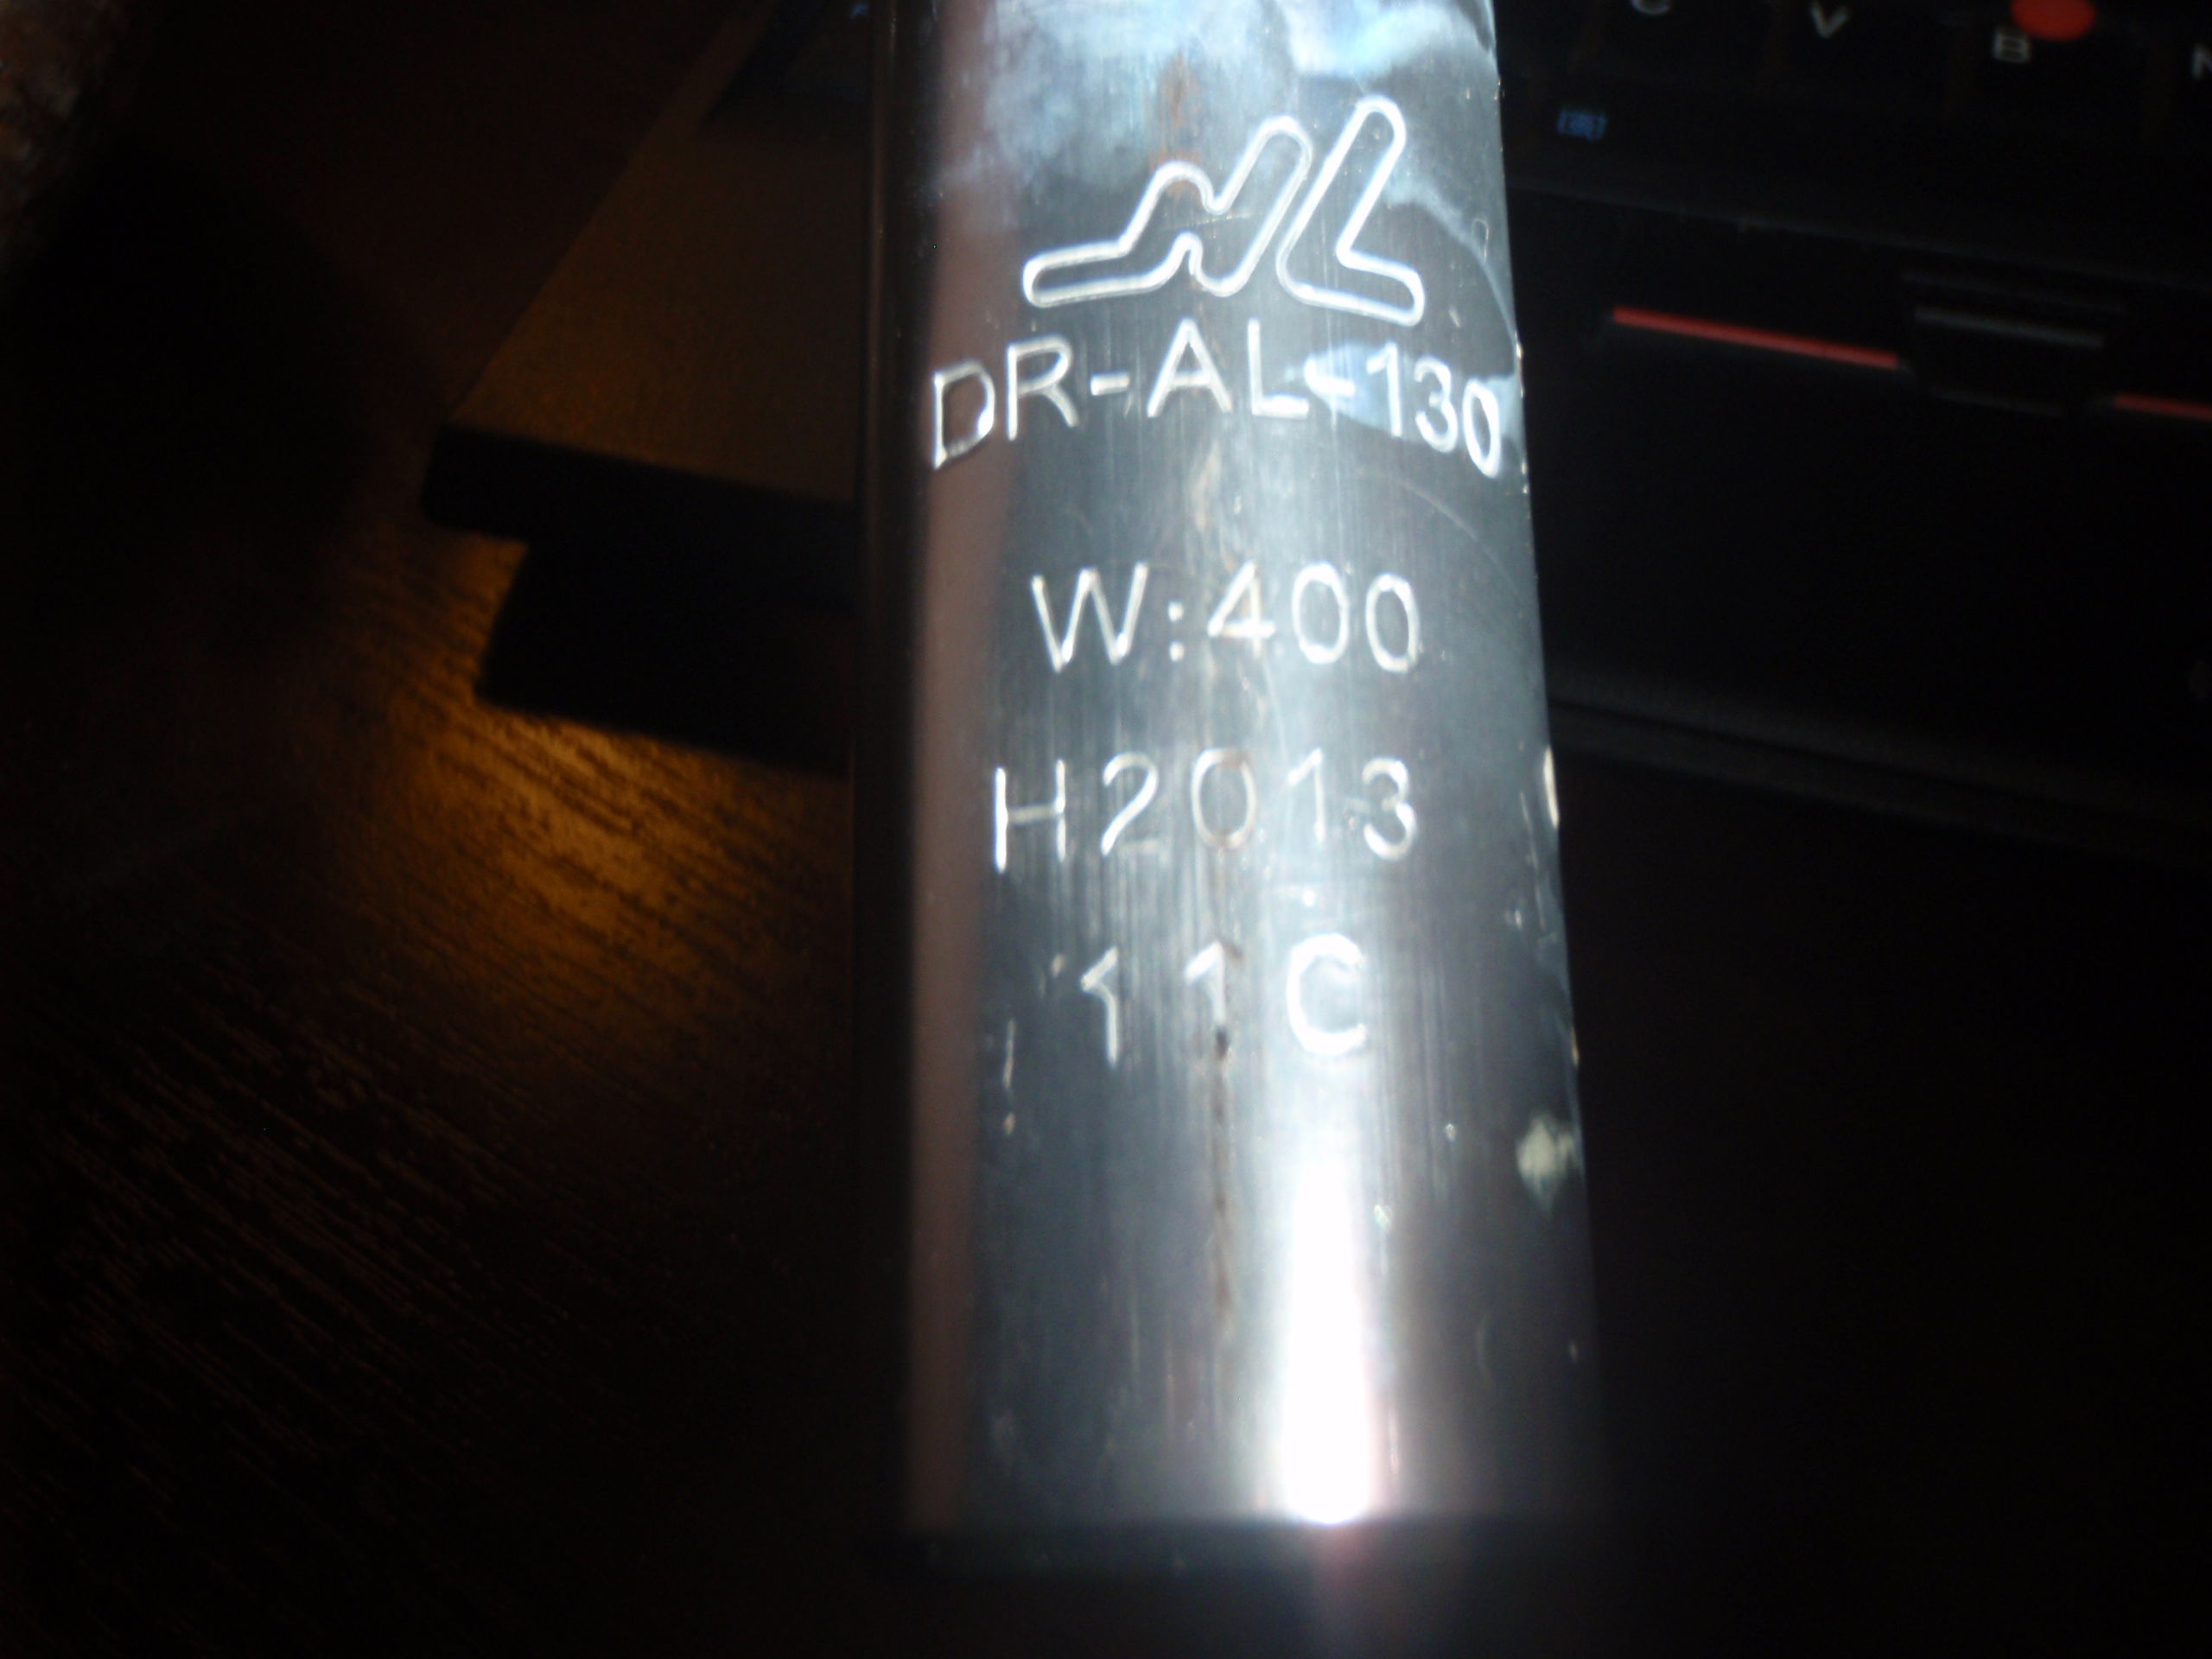 C V B N
DR-AL-130
W:400
H2013
11C